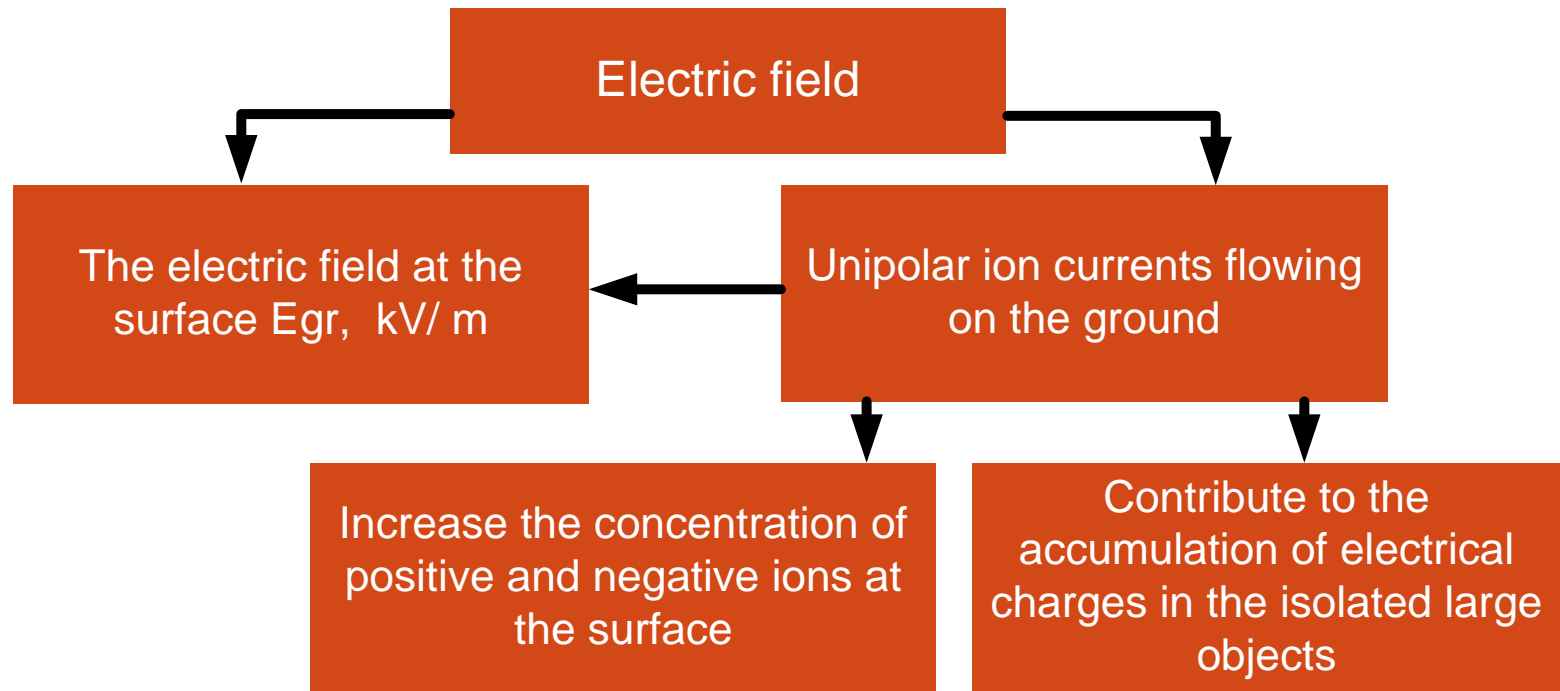 Electric field
The electric field at the
surface Egr,  kV/ m
Unipolar ion currents flowing
on the ground
Increase the concentration of
positive and negative ions at
the surface
Contribute to the
accumulation of electrical
charges in the isolated large
objects